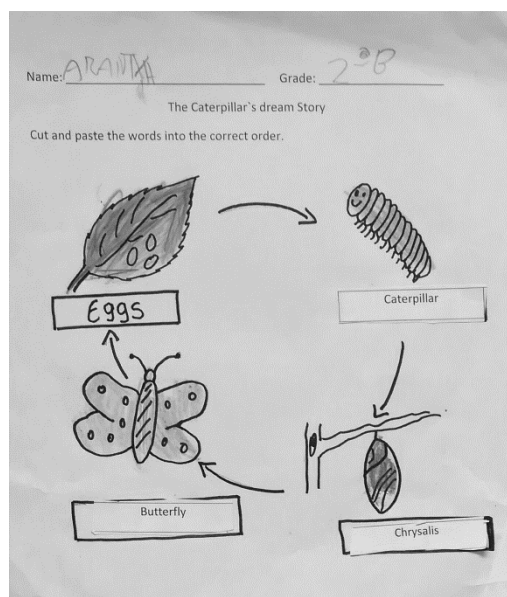 Name: ARANTXA Grade: 2°B
The Caterpillar`s dream Story
Cut and paste the words into the correct order.
Eggs
Caterpillar
Butterfly
Chrysalis